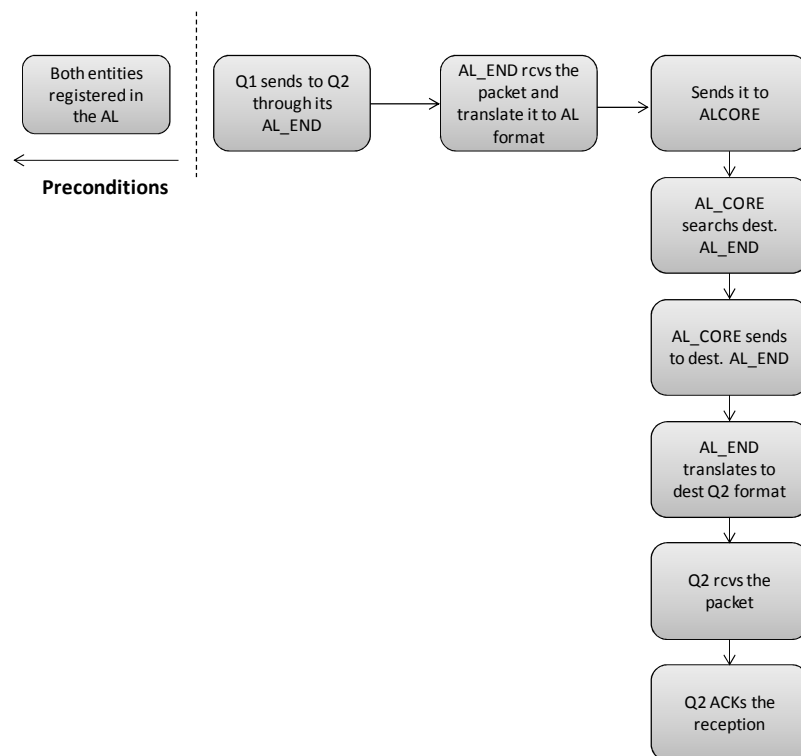 Both entities
registered in
the AL
Preconditions
Q1 sends to Q2
through its
AL_END
AL_END rcvs the
packet and
translate it to AL
format
Sends it to
ALCORE
AL_CORE
searchs dest.
AL_END
AL_CORE sends
to dest. AL_END
AL_END
translates to
dest Q2 format
Q2 rcvs the
packet
Q2 ACKs the
reception